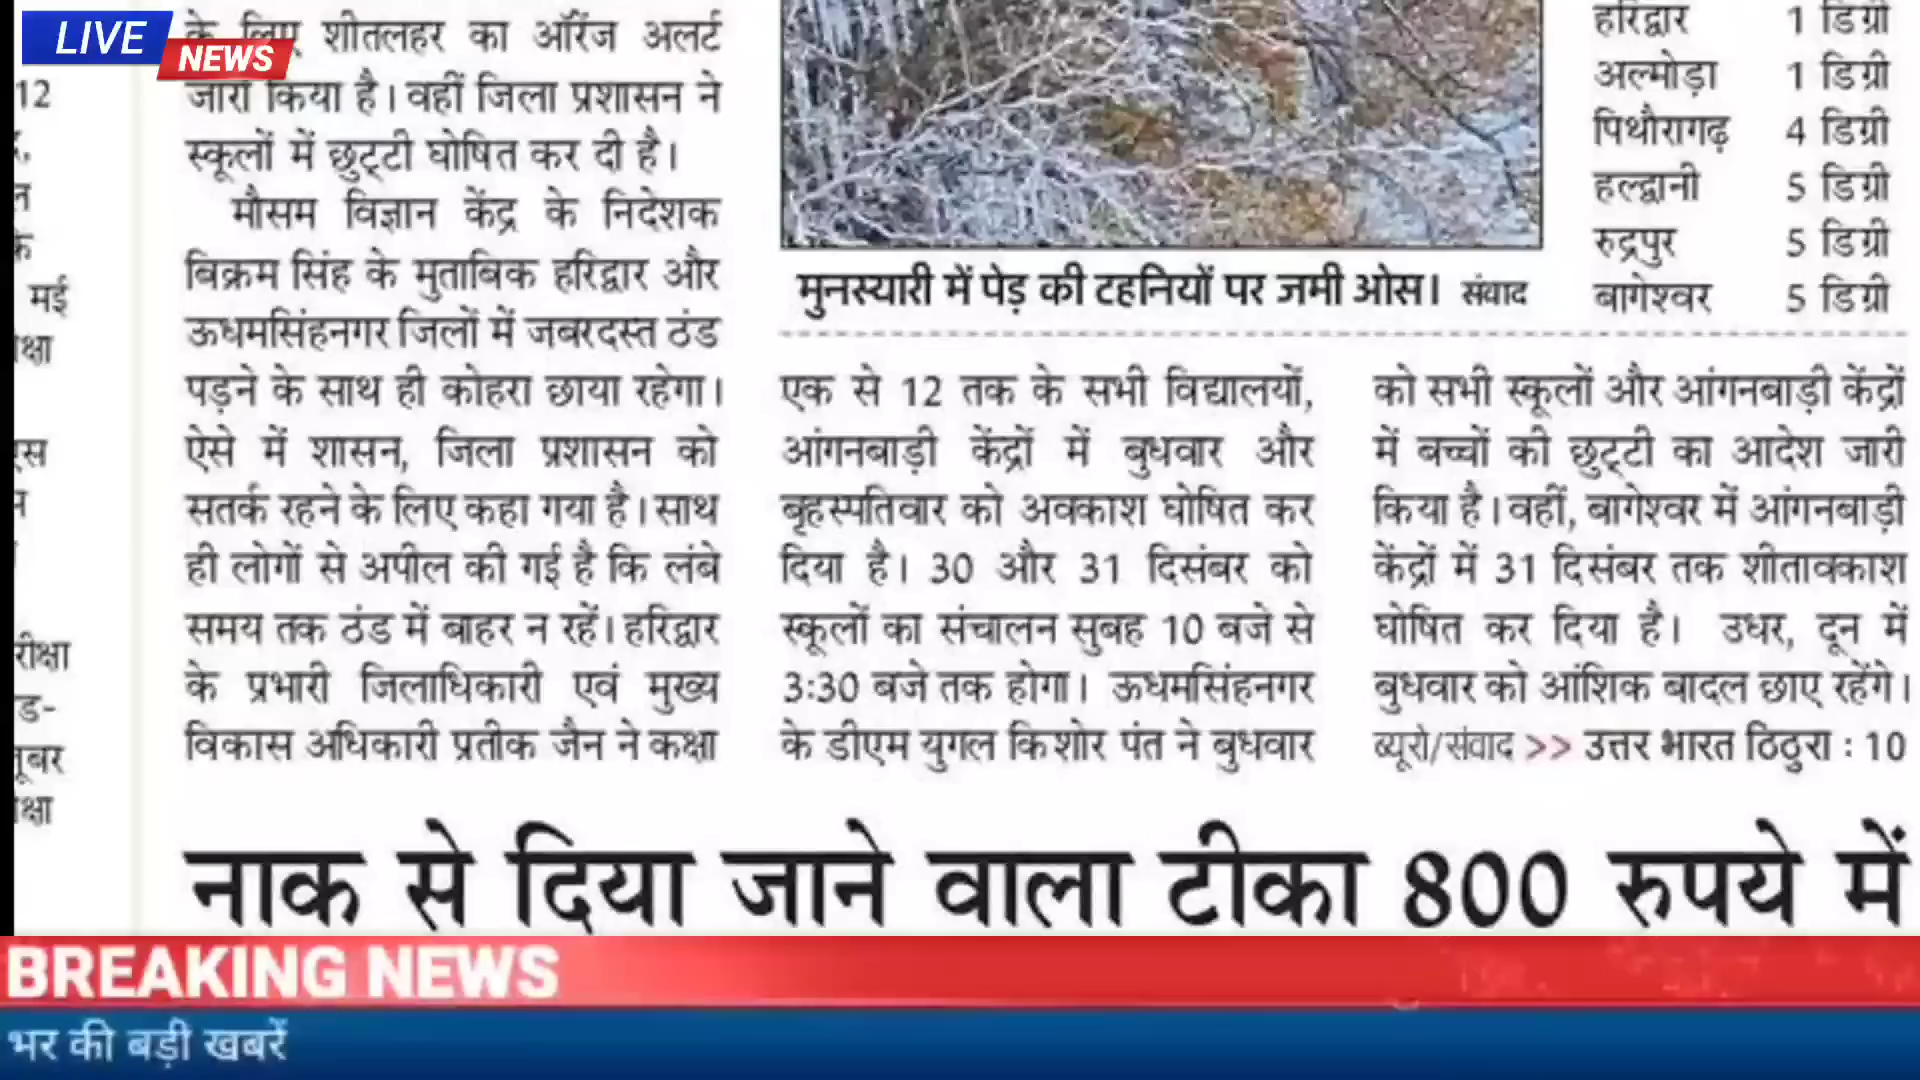 LIVE
NEWS
के लिए शीतलहर का ऑरेंज अलर्ट
जारी किया है। वहीं जिला प्रशासन ने
स्कूलों में छुट्टी घोषित कर दी है।
मौसम विज्ञान केंद्र के निदेशक
बिक्रम सिंह के मुताबिक हरिद्वार और
ऊधमसिंहनगर जिलों में जबरदस्त ठंड
पड़ने के साथ ही कोहरा छाया रहेगा।
ऐसे में शासन, जिला प्रशासन को
सतर्क रहने के लिए कहा गया है। साथ
ही लोगों से अपील की गई है कि लंबे
समय तक ठंड में बाहर न रहें। हरिद्वार
के प्रभारी जिलाधिकारी एवं मुख्य
विकास अधिकारी प्रतीक जैन ने कक्षा
मुनस्यारी में पेड़ की टहनियों पर जमी ओस। संवाद
हरिद्वार 1 डिग्री
अल्मोड़ा 1 डिग्री
पिथौरागढ़ 4 डिग्री
हल्द्वानी 5 डिग्री
रुद्रपुर 5 डिग्री
बागेश्वर 5 डिग्री
एक से 12 तक के सभी विद्यालयों,
आंगनबाड़ी केंद्रों में बुधवार और
बृहस्पतिवार को अवकाश घोषित कर
दिया है। 30 और 31 दिसंबर को
स्कूलों का संचालन सुबह 10 बजे से
3:30 बजे तक होगा। ऊधमसिंहनगर
के डीएम युगल किशोर पंत ने बुधवार
को सभी स्कूलों और आंगनबाड़ी केंद्रों
में बच्चों की छुट्टी का आदेश जारी
किया है। वहीं, बागेश्वर में आंगनबाड़ी
केंद्रों में 31 दिसंबर तक शीतावकाश
घोषित कर दिया है। उधर, दून में
बुधवार को आंशिक बादल छाए रहेंगे।
ब्यूरो/संवाद >> उत्तर भारत ठिठुरा : 10
12
मई
नाक से दिया जाने वाला टीका 800 रुपये में
BREAKING NEWS
भर की बड़ी खबरें